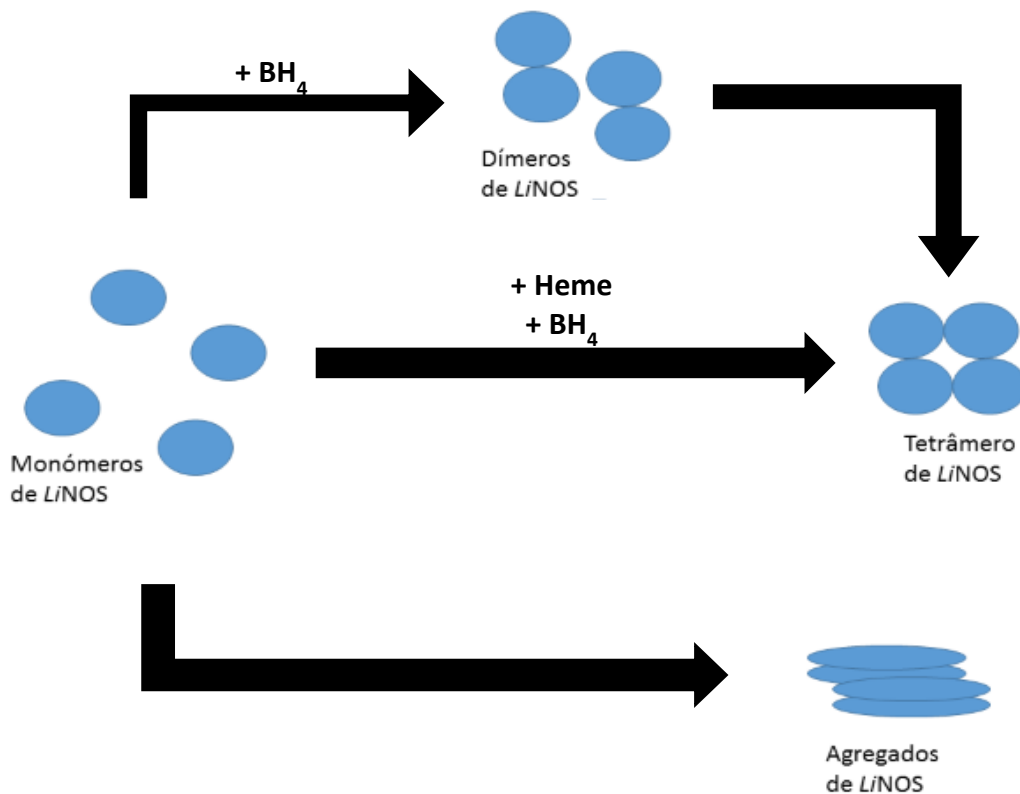 + BH₄
Dímeros
de LiNOS
+ Heme
+ BH₄
Monómeros
de LiNOS
Tetrâmero
de LiNOS
Agregados
de LiNOS